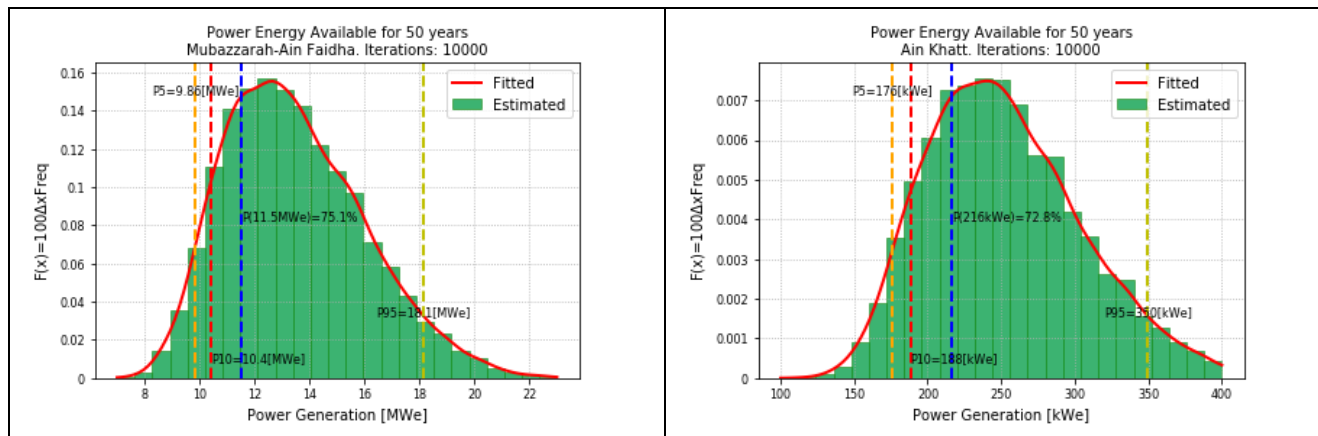 Power Energy Available for 50 years
Mubazzarah-Ain Faidha. Iterations: 10000
F(x)=100ΔxFreq
0.16
0.14
0.12
0.1
0.08
0.06
0.04
0.02
0
P5=9.86[MWe]
Fitted
Estimated
P(11.5MWe)=75.1%
P95=18.1[MWe]
P10=10.4[MWe]
8
10
12
14
16
18
20
22
Power Generation [MWe]
Power Energy Available for 50 years
Ain Khatt. Iterations: 10000
F(x)=100ΔxFreq
0.007
0.006
0.005
0.004
0.003
0.002
0.001
0
P5=176[kWe]
Fitted
Estimated
P(216kWe)=72.8%
P95=350[kWe]
P10=188[kWe]
100
150
200
250
300
350
400
Power Generation [kWe]